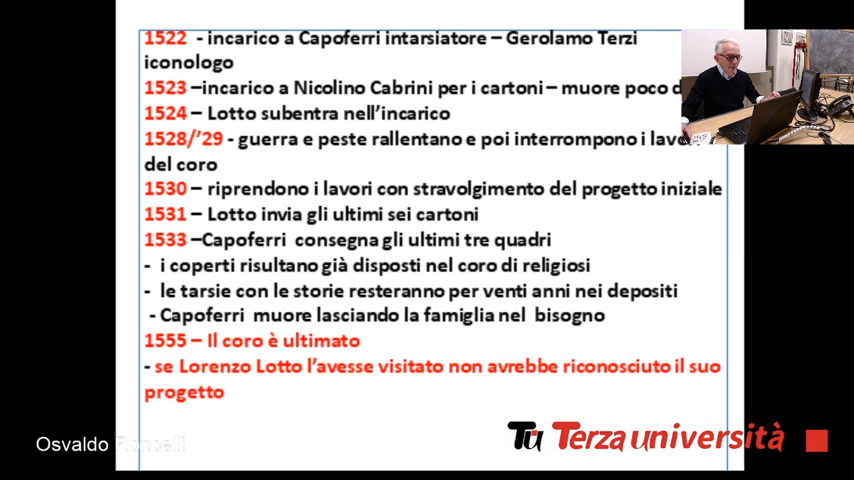 1522 - incarico a Capoferri intarsiatore – Gerolamo Terzi
iconologo
1523 –incarico a Nicolino Cabrini per i cartoni – muore poco
1524 – Lotto subentra nell'incarico
1528/'29 - guerra e peste rallentano e poi interrompono i
del coro
1530 – riprendono i lavori con stravolgimento del progetto iniziale
1531 – Lotto invia gli ultimi sei cartoni
1533 –Capoferri consegna gli ultimi tre quadri
- i coperti risultano già disposti nel coro di religiosi
- le tarsie con le storie resteranno per venti anni nei depositi
- Capoferri muore lasciando la famiglia nel bisogno
1555 – Il coro è ultimato
- se Lorenzo Lotto l'avesse visitato non avrebbe riconosciuto il suo
progetto
Osvaldo Roncelli
TU Terza università